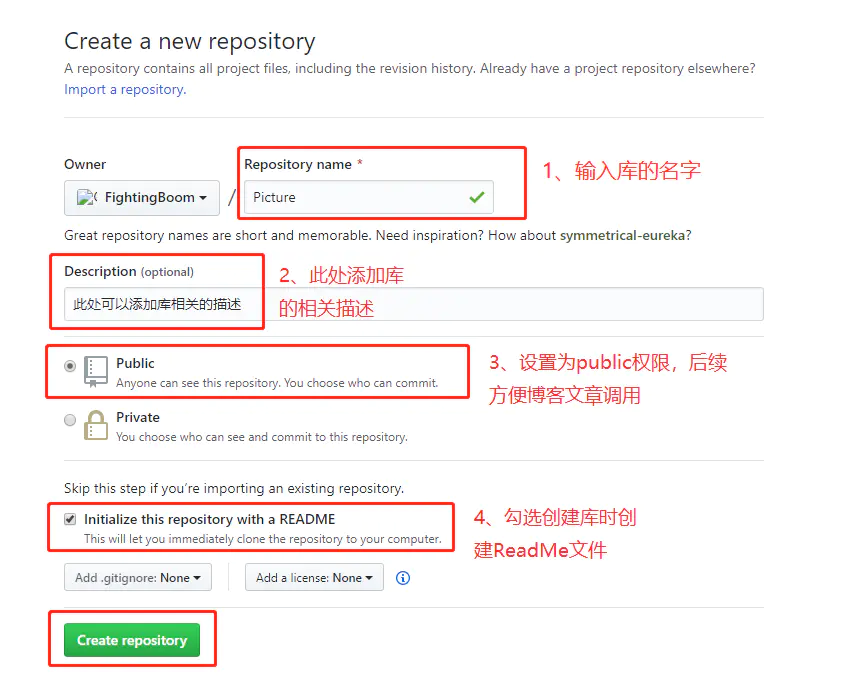 Create a new repository
A repository contains all project files, including the revision history. Already have a project repository elsewhere?
Import a repository.
Owner
Repository name *
1、输入库的名字
FightingBoom
/
Picture
Great repository names are short and memorable. Need inspiration? How about symmetrical-eureka?
Description (optional)
2、此处添加库
的相关描述
此处可以添加库相关的描述
Public
Anyone can see this repository. You choose who can commit.
3、设置为public权限，后续
方便博客文章调用
Private
You choose who can see and commit to this repository.
Skip this step if you’re importing an existing repository.
Initialize this repository with a README
This will let you immediately clone the repository to your computer.
4、勾选创建库时创
建ReadMe文件
Add .gitignore: None
Add a license: None
Create repository